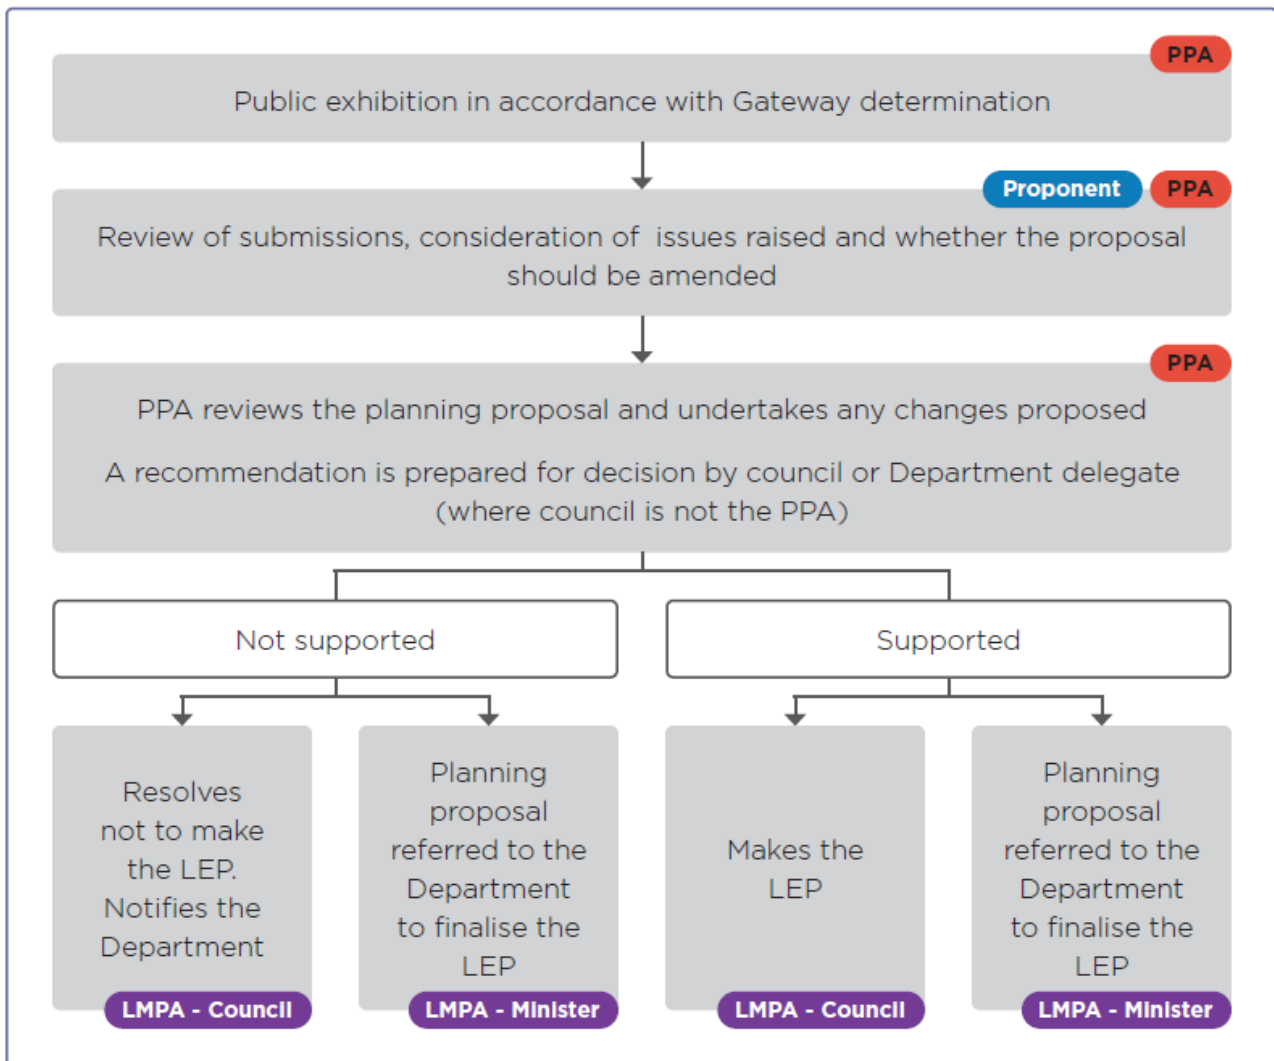 PPA
Public exhibition in accordance with Gateway determination
Proponent PPA
Review of submissions, consideration of issues raised and whether the proposal
should be amended
PPA
PPA reviews the planning proposal and undertakes any changes proposed
A recommendation is prepared for decision by council or Department delegate
(where council is not the PPA)
Not supported
Supported
Resolves
not to make
the LEP.
Notifies the
Department
LMPA - Council
Planning
proposal
referred to the
Department
to finalise the
LEP
LMPA - Minister
Makes the
LEP
LMPA - Council
Planning
proposal
referred to the
Department
to finalise the
LEP
LMPA - Minister